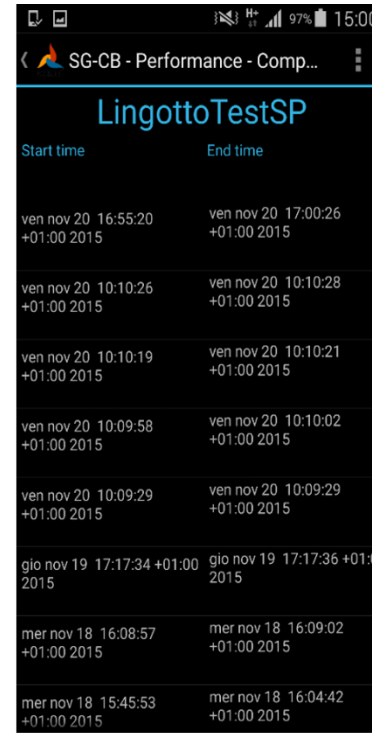 H+ 97% 15:00
SG-CB - Performance - Comp...
LingottoTestSP
Start time End time
ven nov 20 16:55:20 ven nov 20 17:00:26
+01:00 2015 +01:00 2015
ven nov 20 10:10:26 ven nov 20 10:10:28
+01:00 2015 +01:00 2015
ven nov 20 10:10:19 ven nov 20 10:10:21
+01:00 2015 +01:00 2015
ven nov 20 10:09:58 ven nov 20 10:10:02
+01:00 2015 +01:00 2015
ven nov 20 10:09:29 ven nov 20 10:09:29
+01:00 2015 +01:00 2015
gio nov 19 17:17:34 +01:00 gio nov 19 17:17:36 +01:
2015 2015
mer nov 18 16:08:57 mer nov 18 16:09:02
+01:00 2015 +01:00 2015
mer nov 18 15:45:53 mer nov 18 16:04:42
+01:00 2015 +01:00 2015